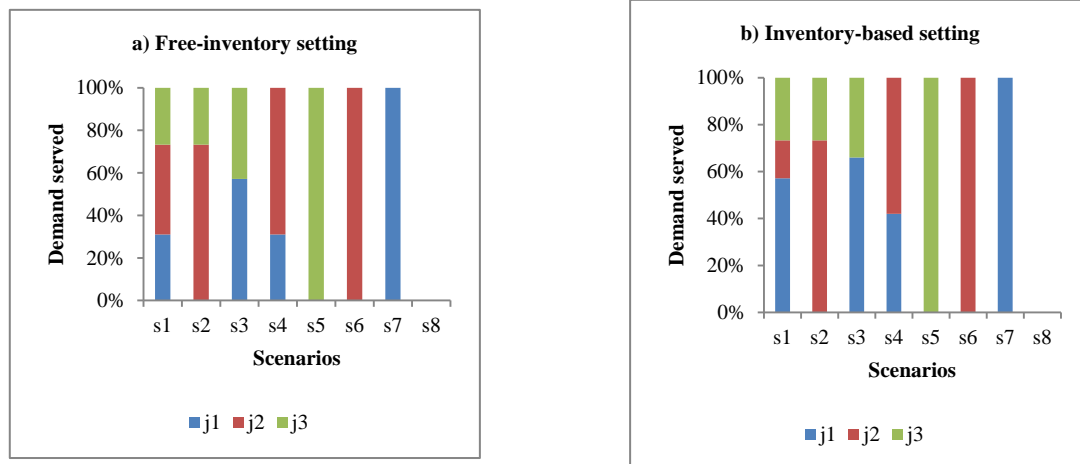 a) Free-inventory setting
100%
80%
60%
40%
20%
0%
Demand served
s1 s2 s3 s4 s5 s6 s7 s8
Scenarios
j1 j2 j3
b) Inventory-based setting
100%
80%
60%
40%
20%
0%
Demand served
s1 s2 s3 s4 s5 s6 s7 s8
Scenarios
j1 j2 j3